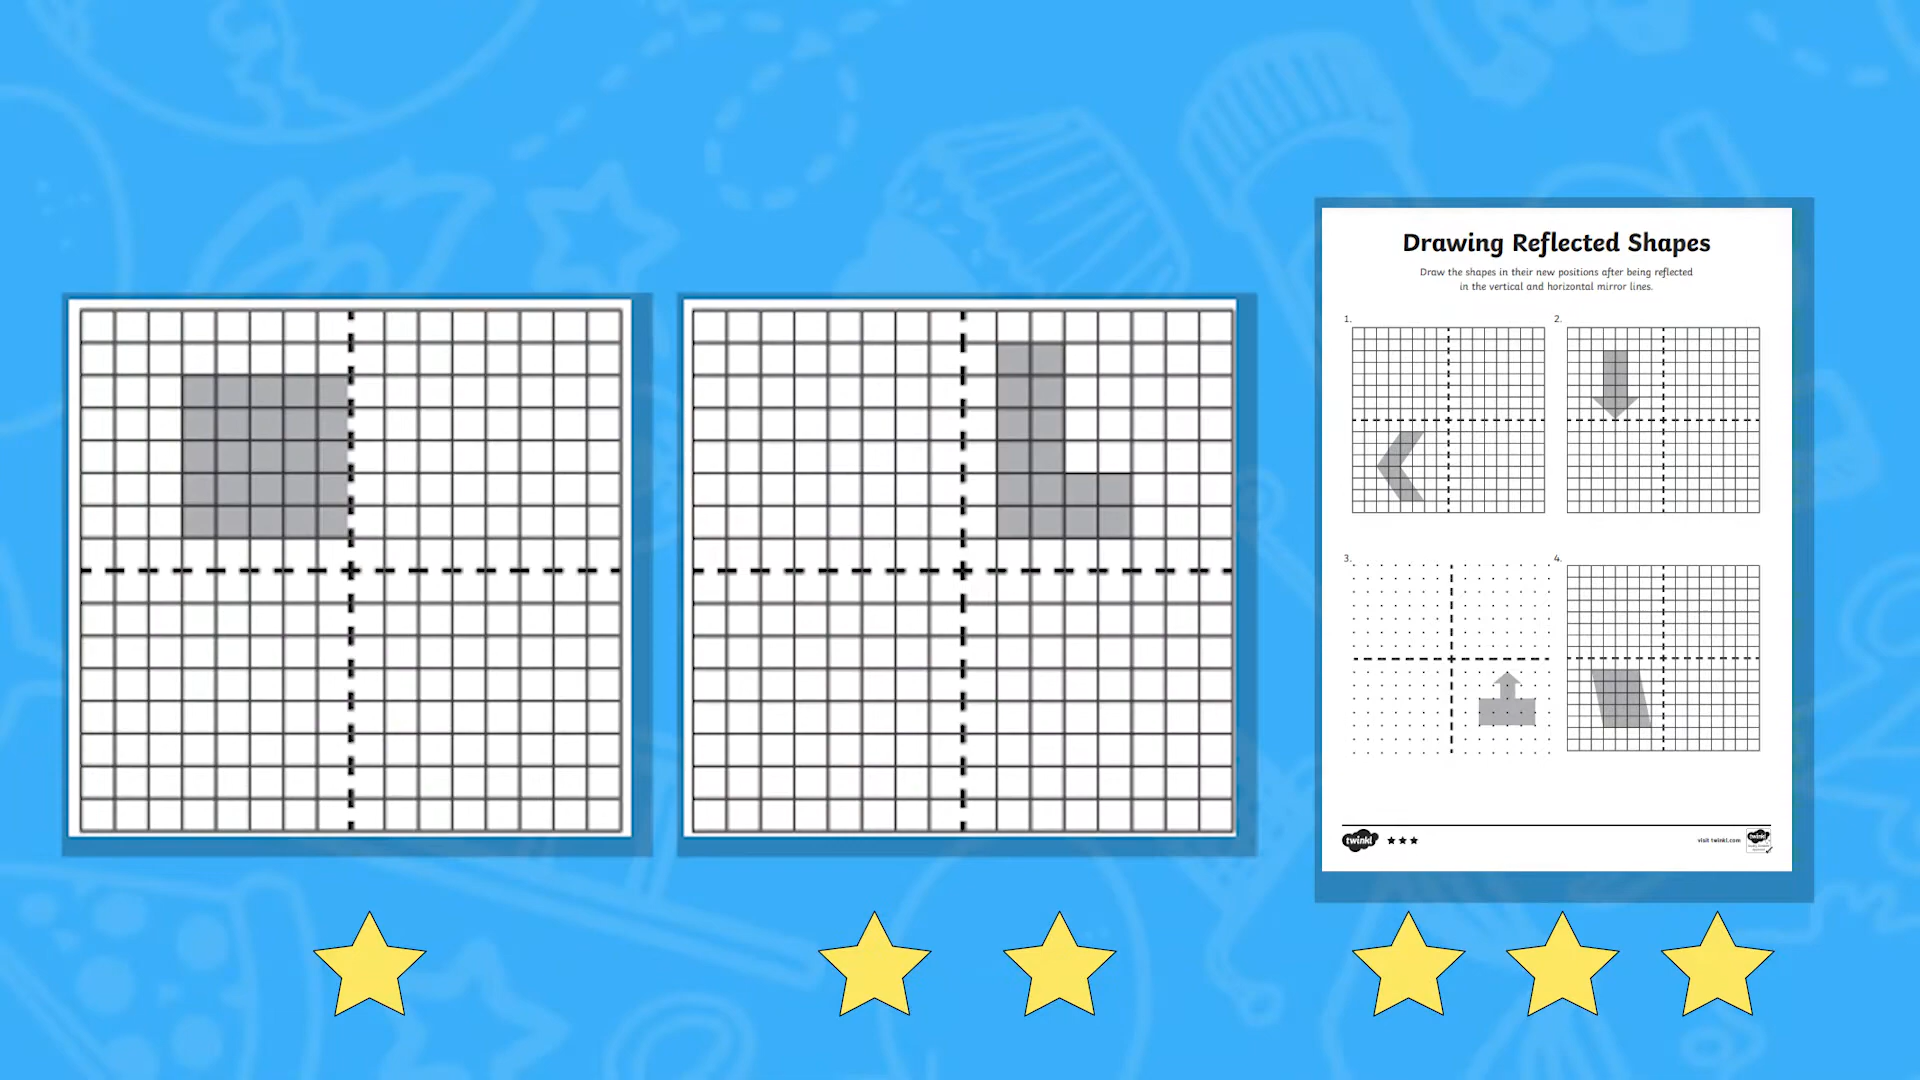 Drawing Reflected Shapes
Draw the shapes in their new positions after being reflected
in the vertical and horizontal mirror lines.
1.
2.
3.
4.
twinkl
visit twinkl.com
twinkl